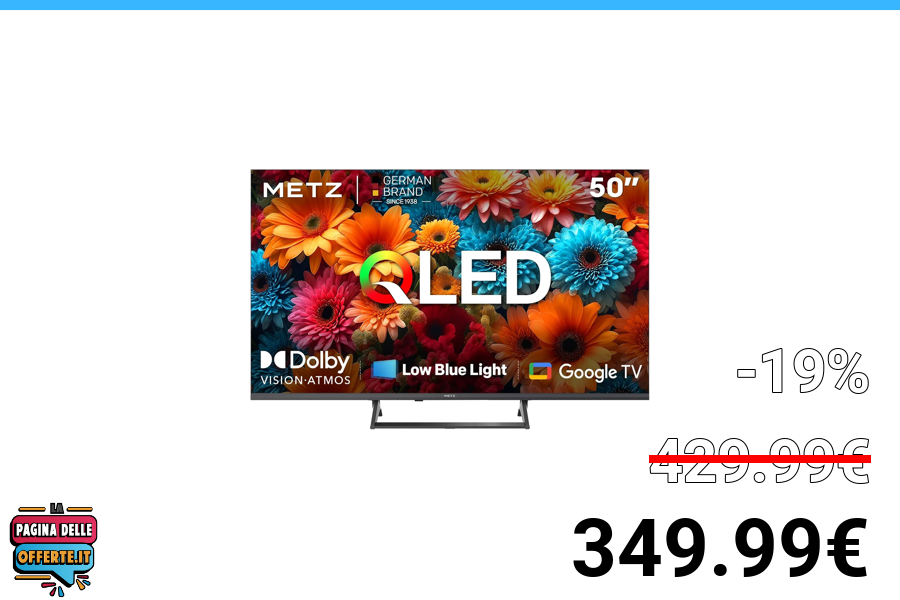 METZ
GERMAN
BRAND
SINCE 1938
50"
QLED
Dolby
VISION·ATMOS
Low Blue Light
Google TV
METZ
-19%
429.99€
349.99€
LA
PAGINA DELLE
OFFERTE.IT